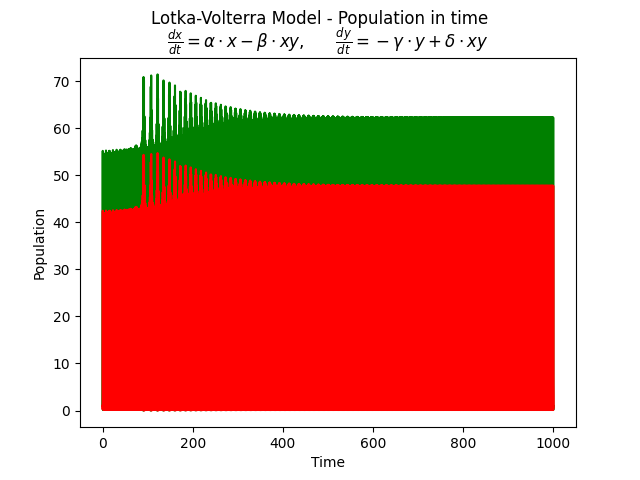 Lotka-Volterra Model - Population in time
dx/dt = α · x − β · xy, dy/dt = −γ · y + δ · xy
70
60
50
40
30
20
10
0
Population
0 200 400 600 800 1000
Time